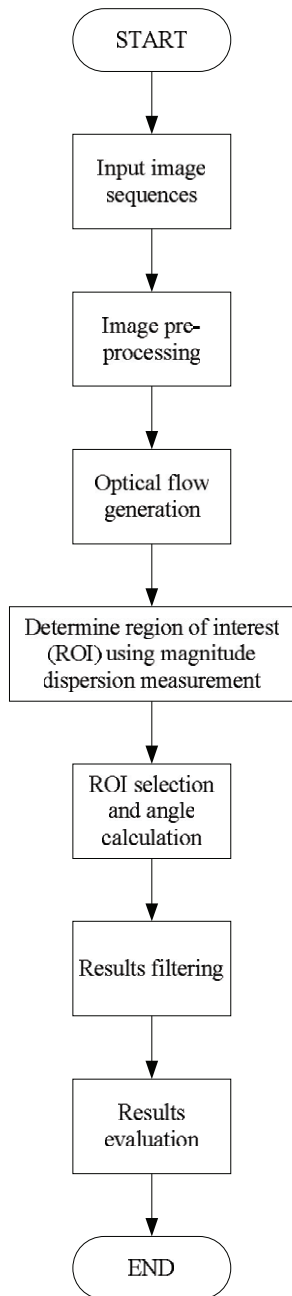 START
Input image
sequences
Image pre-
processing
Optical flow
generation
Determine region of interest
(ROI) using magnitude
dispersion measurement
ROI selection
and angle
calculation
Results filtering
Results
evaluation
END